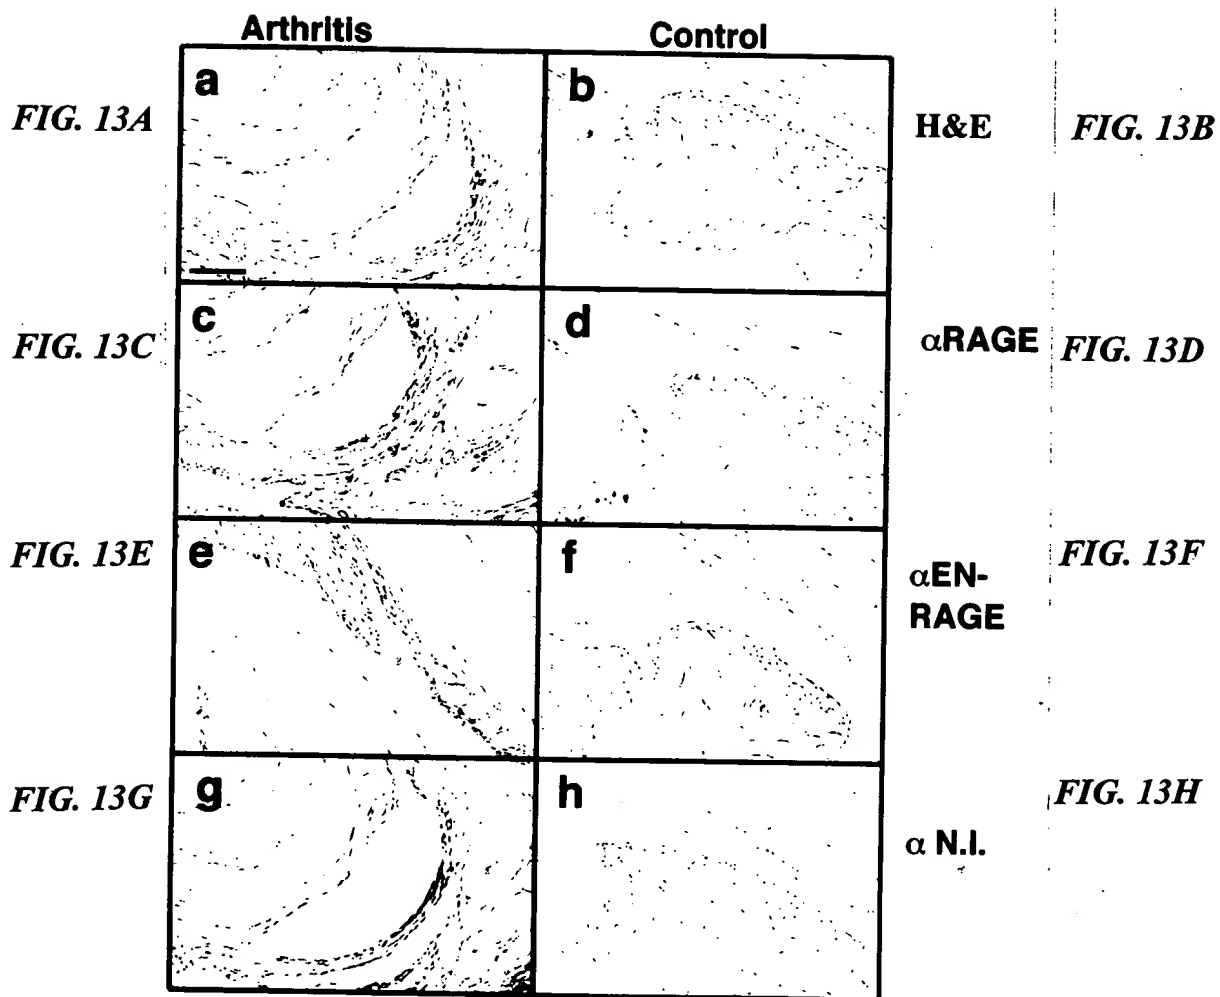 Arthritis Control
FIG. 13A a b H&E FIG. 13B
FIG. 13C c d αRAGE FIG. 13D
FIG. 13E e f αEN-
RAGE FIG. 13F
FIG. 13G g h α N.I. FIG. 13H